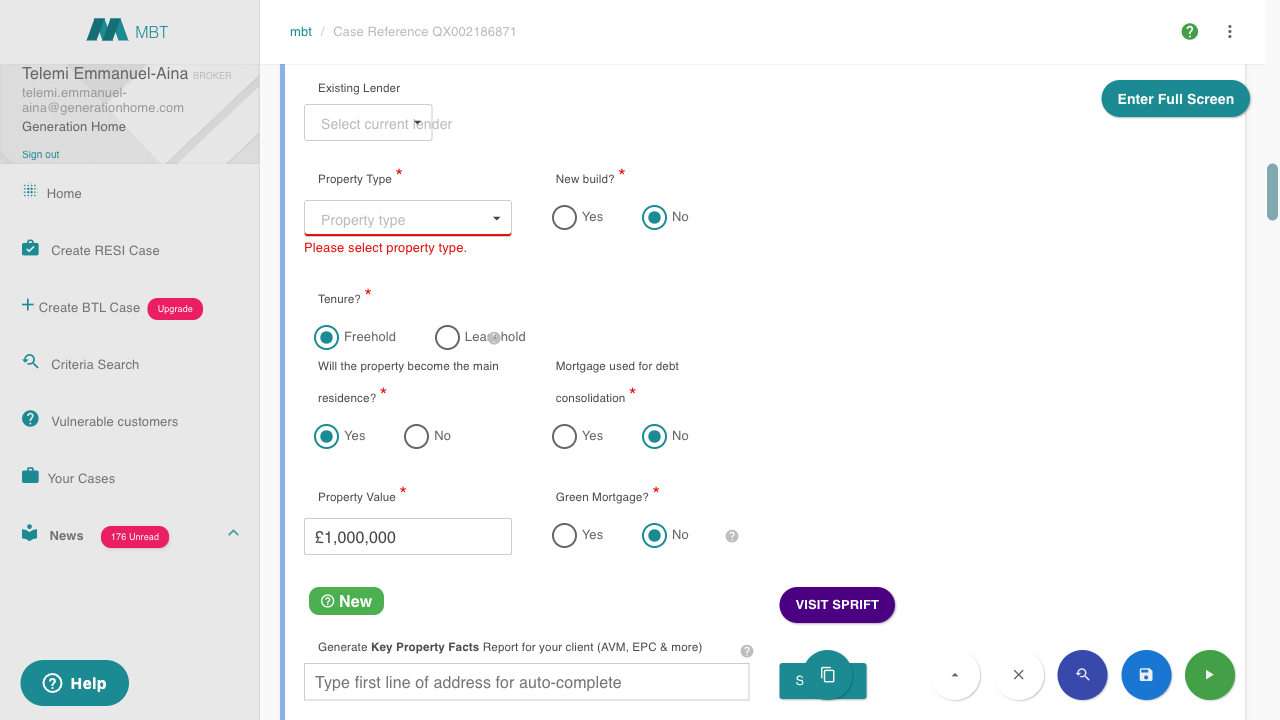 MBT
mbt / Case Reference QX002186871
Telemi Emmanuel-Aina BROKER
telemi.emmanuel-
aina@generationhome.com
Generation Home
Sign out
Home
Create RESI Case
Create BTL Case Upgrade
Criteria Search
Vulnerable customers
Your Cases
News 176 Unread
Help
Enter Full Screen
Existing Lender
Select current lender
Property Type *
New build? *
Property type
Yes No
Please select property type.
Tenure? *
Freehold Leasehold
Will the property become the main
residence? *
Mortgage used for debt
consolidation *
Yes No
Yes No
Property Value *
Green Mortgage? *
£1,000,000
Yes No
New
VISIT SPRIFT
Generate Key Property Facts Report for your client (AVM, EPC & more)
Type first line of address for auto-complete
S